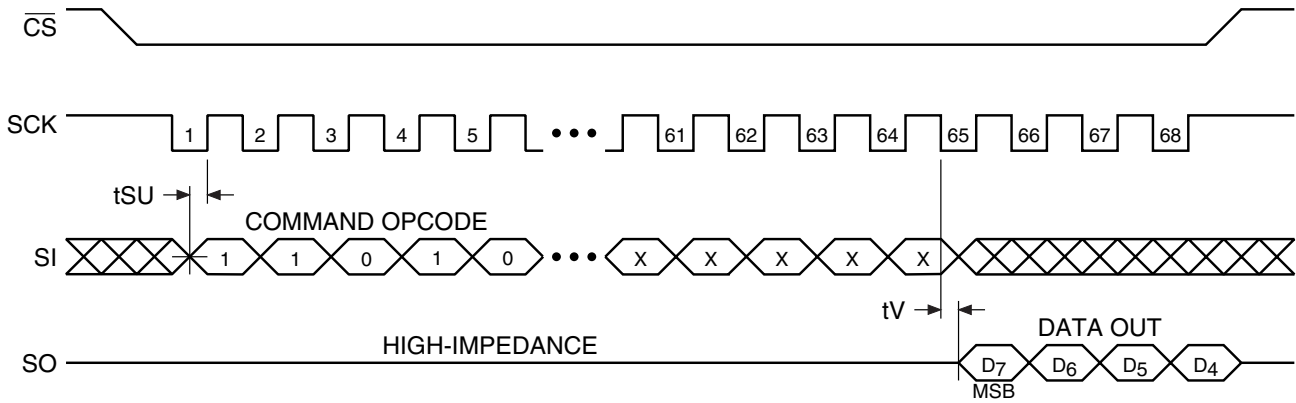 CS
SCK 1 2 3 4 5 ••• 61 62 63 64 65 66 67 68
tSU
COMMAND OPCODE
SI 1 1 0 1 0 ••• X X X X X
tV
HIGH-IMPEDANCE DATA OUT
SO D7 D6 D5 D4
MSB